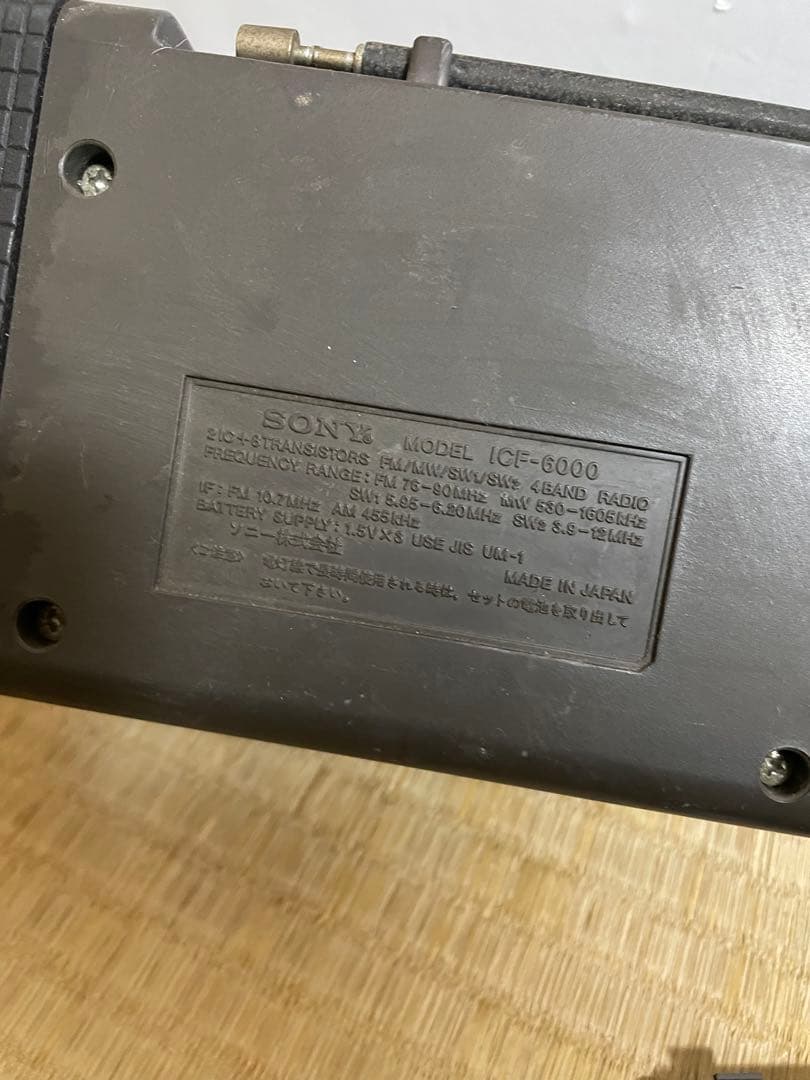 SONY® MODEL ICF-6000
2IC+8TRANSISTORS FM/MW/SW1/SW2 4BAND RADIO
FREQUENCY RANGE: FM 76-90MHz MW 530-1605kHz
SW1 5.95-6.20MHz SW2 3.9-12MHz
IF: FM 10.7MHz AM 455kHz
BATTERY SUPPLY: 1.5V×3 USE JIS UM-1
ソニー株式会社 MADE IN JAPAN
<ご注意> 電灯線で長時間使用される時は、セットの電池を取り出して
おいて下さい。